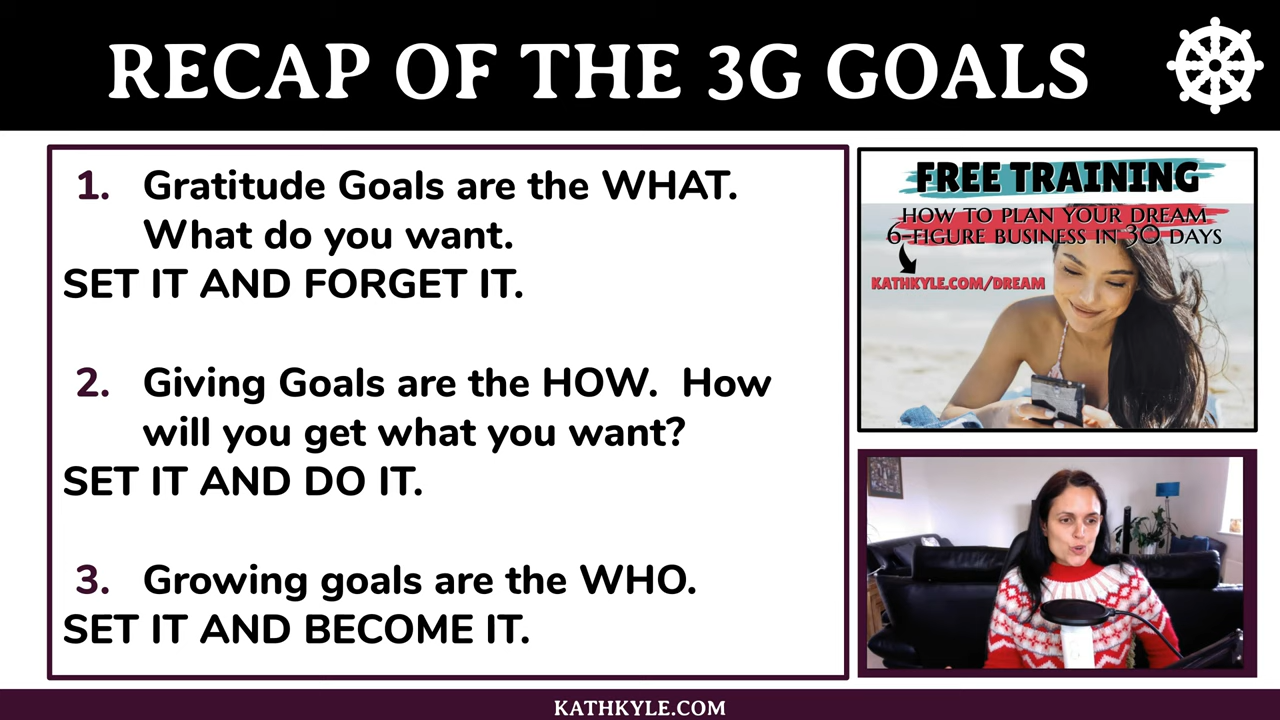 RECAP OF THE 3G GOALS
1. Gratitude Goals are the WHAT.
What do you want.
SET IT AND FORGET IT.
2. Giving Goals are the HOW. How
will you get what you want?
SET IT AND DO IT.
3. Growing goals are the WHO.
SET IT AND BECOME IT.
FREE TRAINING
HOW TO PLAN YOUR DREAM
6-FIGURE BUSINESS IN 30 DAYS
KATHKYLE.COM/DREAM
KATHKYLE.COM